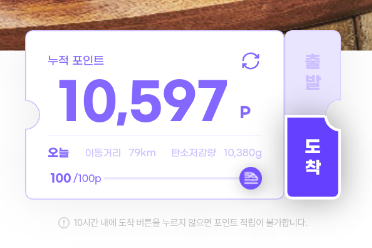 누적 포인트
10,597 P
오늘 이동거리 79km 탄소저감량 10,380g
100/100p
출발
도착
10시간 내에 도착 버튼을 누르지 않으면 포인트 적립이 불가합니다.